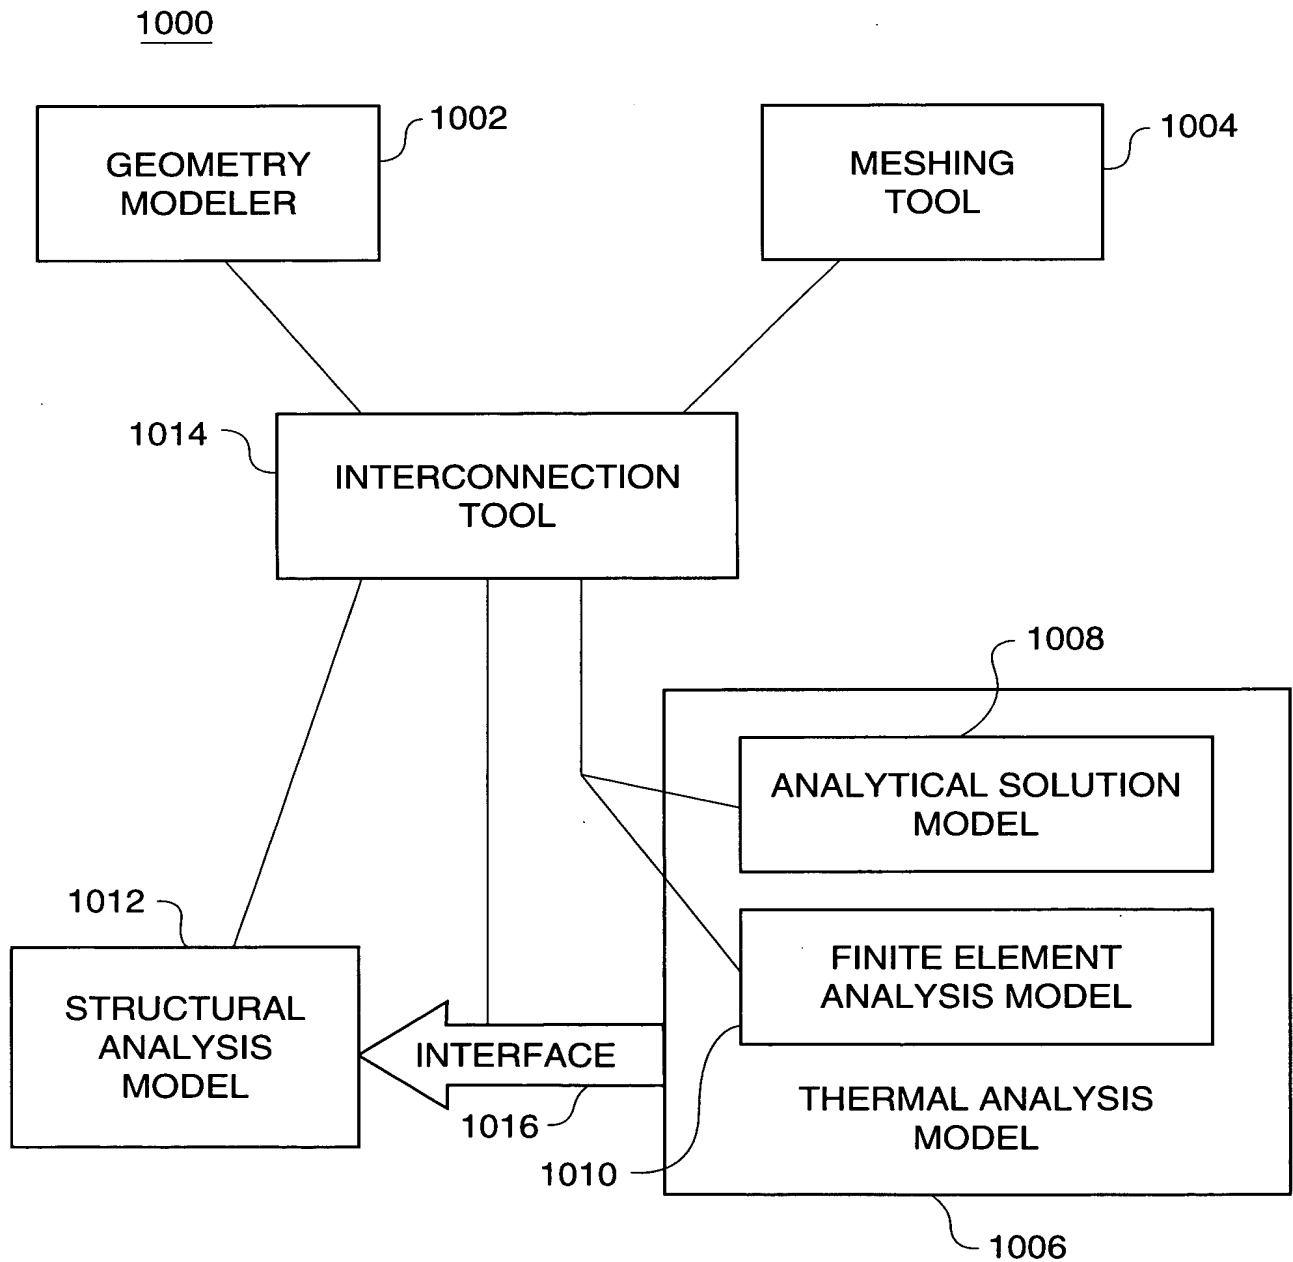 1000
GEOMETRY
MODELER
1002
MESHING
TOOL
1004
1014
INTERCONNECTION
TOOL
1008
ANALYTICAL SOLUTION
MODEL
1012
STRUCTURAL
ANALYSIS
MODEL
FINITE ELEMENT
ANALYSIS MODEL
INTERFACE
1016
1010
THERMAL ANALYSIS
MODEL
1006